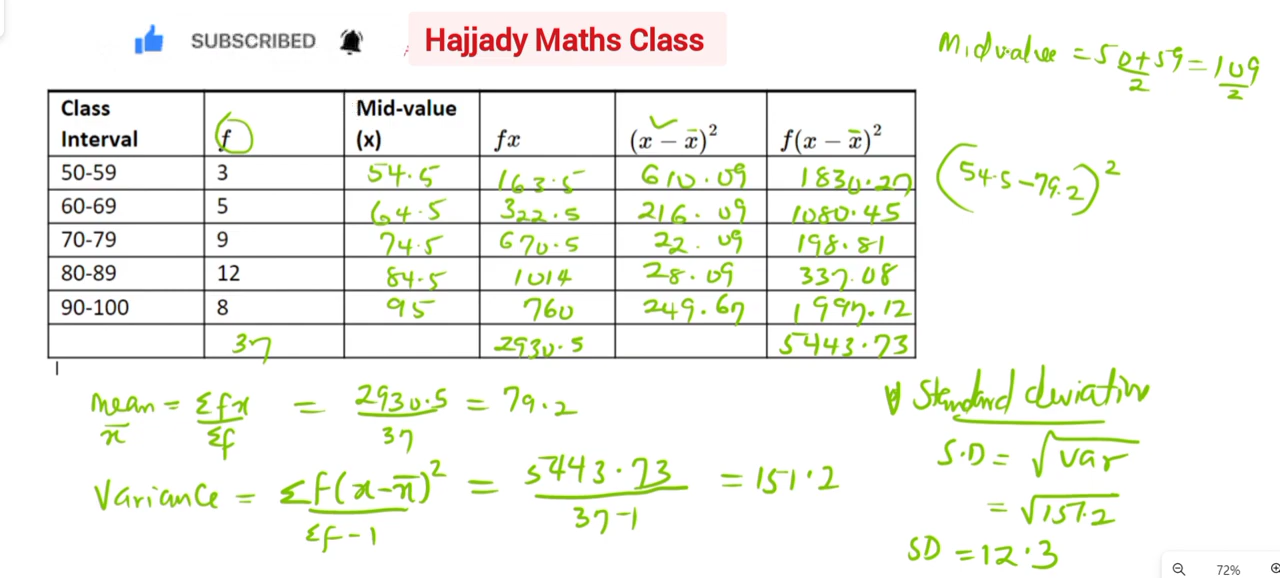 SUBSCRIBED
Hajjady Maths Class
Midvalue = 50+59/2 = 109/2
Class Interval f Mid-value (x) fx (x − x̄)² f(x − x̄)²
50-59 3 54.5 163.5 610.09 1830.27
60-69 5 64.5 322.5 216.09 1080.45
70-79 9 74.5 670.5 22.09 198.81
80-89 12 84.5 1014 28.09 337.08
90-100 8 95 760 249.67 1997.12
37 2930.5 5443.73
(54.5-79.2)²
mean x̄ = Σfx/Σf = 2930.5/37 = 79.2
Variance = Σf(x-x̄)²/Σf-1 = 5443.73/37-1 = 151.2
Standard deviation
S.D = √var
= √151.2
SD = 12.3
72%